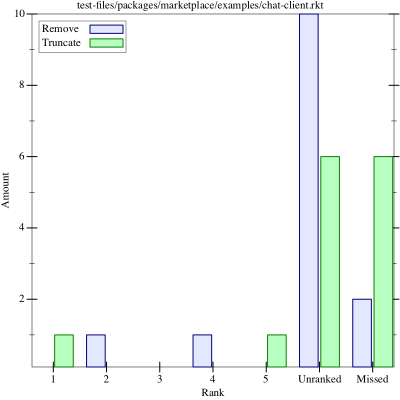 test-files/packages/marketplace/examples/chat-client.rkt
Remove
Truncate
10
8
6
4
2
Amount
1 2 3 4 5 Unranked Missed
Rank